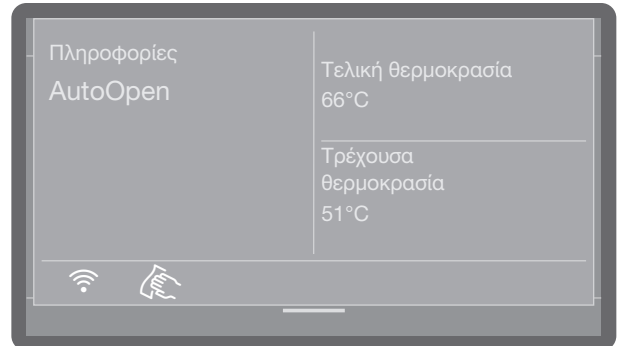 Πληροφορίες
AutoOpen
Τελική θερμοκρασία
66°C
Τρέχουσα
θερμοκρασία
51°C